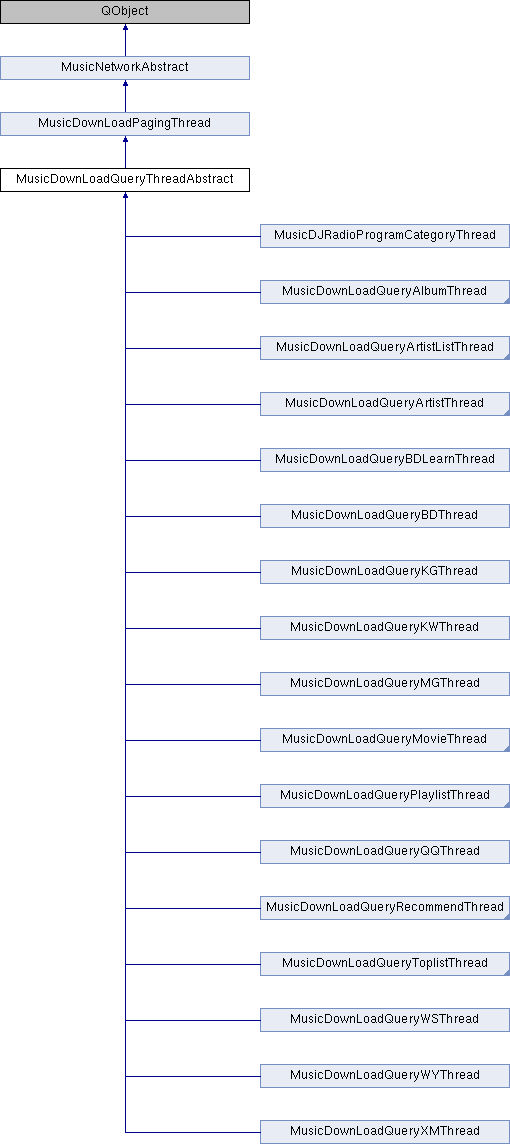 QObject
MusicNetworkAbstract
MusicDownLoadPagingThread
MusicDownLoadQueryThreadAbstract
MusicDJRadioProgramCategoryThread
MusicDownLoadQueryAlbumThread
MusicDownLoadQueryArtistListThread
MusicDownLoadQueryArtistThread
MusicDownLoadQueryBDLearnThread
MusicDownLoadQueryBDThread
MusicDownLoadQueryKGThread
MusicDownLoadQueryKWThread
MusicDownLoadQueryMGThread
MusicDownLoadQueryMovieThread
MusicDownLoadQueryPlaylistThread
MusicDownLoadQueryQQThread
MusicDownLoadQueryRecommendThread
MusicDownLoadQueryToplistThread
MusicDownLoadQueryWSThread
MusicDownLoadQueryWYThread
MusicDownLoadQueryXMThread